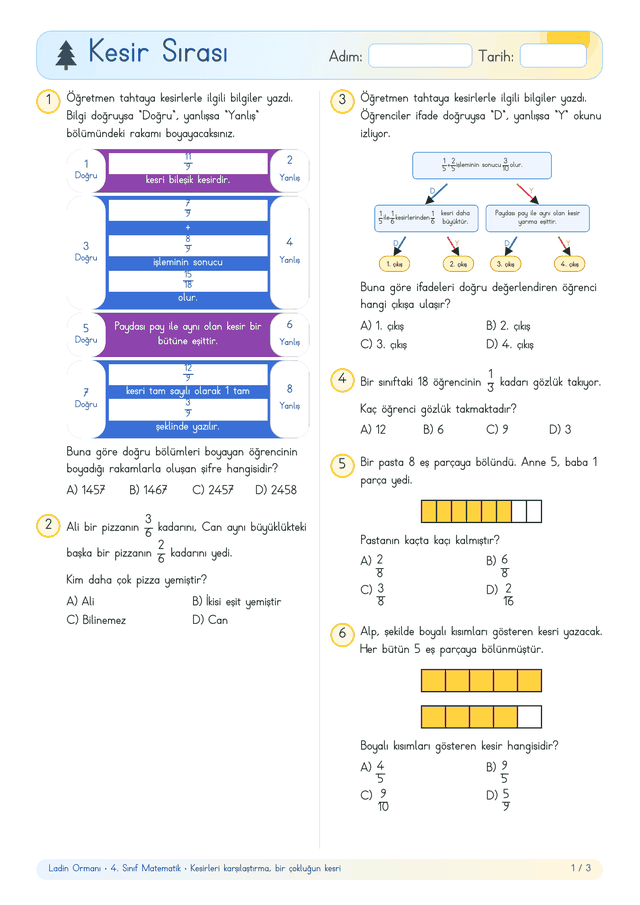 Kesir Sırası
Adım:
Tarih:
1
Öğretmen tahtaya kesirlerle ilgili bilgiler yazdı.
Bilgi doğruysa "Doğru", yanlışsa "Yanlış"
bölümündeki rakamı boyayacaksınız.
1
Doğru
11/9
kesri bileşik kesirdir.
2
Yanlış
3
Doğru
7/9
+
8/9
işleminin sonucu
15/18
olur.
4
Yanlış
5
Doğru
Paydası pay ile aynı olan kesir bir
bütüne eşittir.
6
Yanlış
7
Doğru
12/9
kesri tam sayılı olarak 1 tam
3/9
şeklinde yazılır.
8
Yanlış
Buna göre doğru bölümleri boyayan öğrencinin
boyadığı rakamlarla oluşan şifre hangisidir?
A) 1457 B) 1467 C) 2457 D) 2458
2
Ali bir pizzanın 3/6 kadarını, Can aynı büyüklükteki
başka bir pizzanın 2/6 kadarını yedi.
Kim daha çok pizza yemiştir?
A) Ali B) İkisi eşit yemiştir
C) Bilinemez D) Can
3
Öğretmen tahtaya kesirlerle ilgili bilgiler yazdı.
Öğrenciler ifade doğruysa "D", yanlışsa "Y" okunu
izliyor.
1/5+2/5işleminin sonucu 3/10 olur.
D
Y
1/5 ile 1/6 kesirlerinden 1/6 kesri daha
büyüktür.
Paydası pay ile aynı olan kesir
yarıma eşittir.
D
Y
D
Y
1. çıkış
2. çıkış
3. çıkış
4. çıkış
Buna göre ifadeleri doğru değerlendiren öğrenci
hangi çıkışa ulaşır?
A) 1. çıkış B) 2. çıkış
C) 3. çıkış D) 4. çıkış
4
Bir sınıftaki 18 öğrencinin 1/3 kadarı gözlük takıyor.
Kaç öğrenci gözlük takmaktadır?
A) 12 B) 6 C) 9 D) 3
5
Bir pasta 8 eş parçaya bölündü. Anne 5, baba 1
parça yedi.
Pastanın kaçta kaçı kalmıştır?
A) 2/8 B) 6/8
C) 3/8 D) 2/16
6
Alp, şekilde boyalı kısımları gösteren kesri yazacak.
Her bütün 5 eş parçaya bölünmüştür.
Boyalı kısımları gösteren kesir hangisidir?
A) 4/5 B) 9/5
C) 9/10 D) 5/9
Ladin Ormanı • 4. Sınıf Matematik • Kesirleri karşılaştırma, bir çokluğun kesri
1 / 3